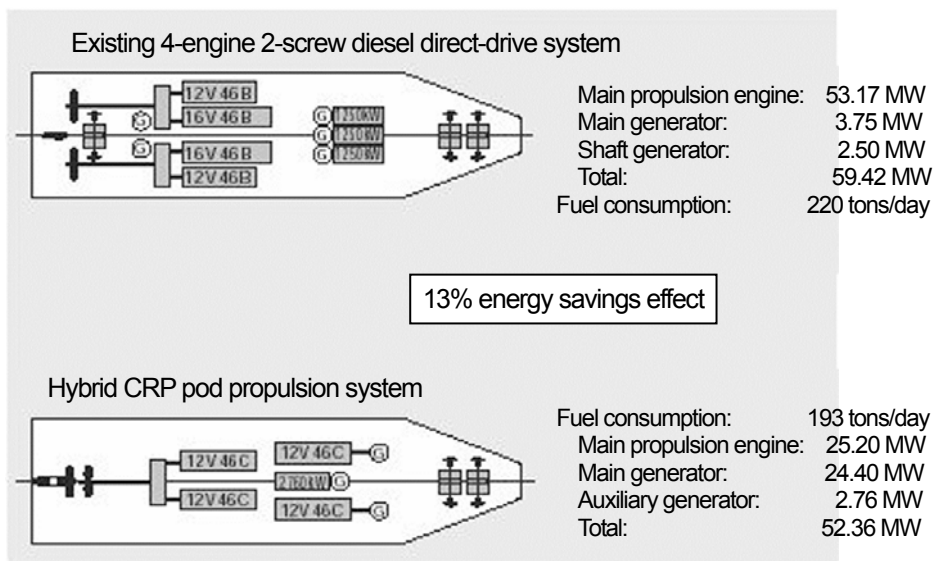 Existing 4-engine 2-screw diesel direct-drive system
12V 46B
16V 46B
16V 46B
12V 46B
G
G
G 1250kW
G 1250kW
G 1250kW
Main propulsion engine: 53.17 MW
Main generator: 3.75 MW
Shaft generator: 2.50 MW
Total: 59.42 MW
Fuel consumption: 220 tons/day
13% energy savings effect
Hybrid CRP pod propulsion system
12V 46C
12V 46C
12V 46C G
2760kW G
12V 46C G
Fuel consumption: 193 tons/day
Main propulsion engine: 25.20 MW
Main generator: 24.40 MW
Auxiliary generator: 2.76 MW
Total: 52.36 MW